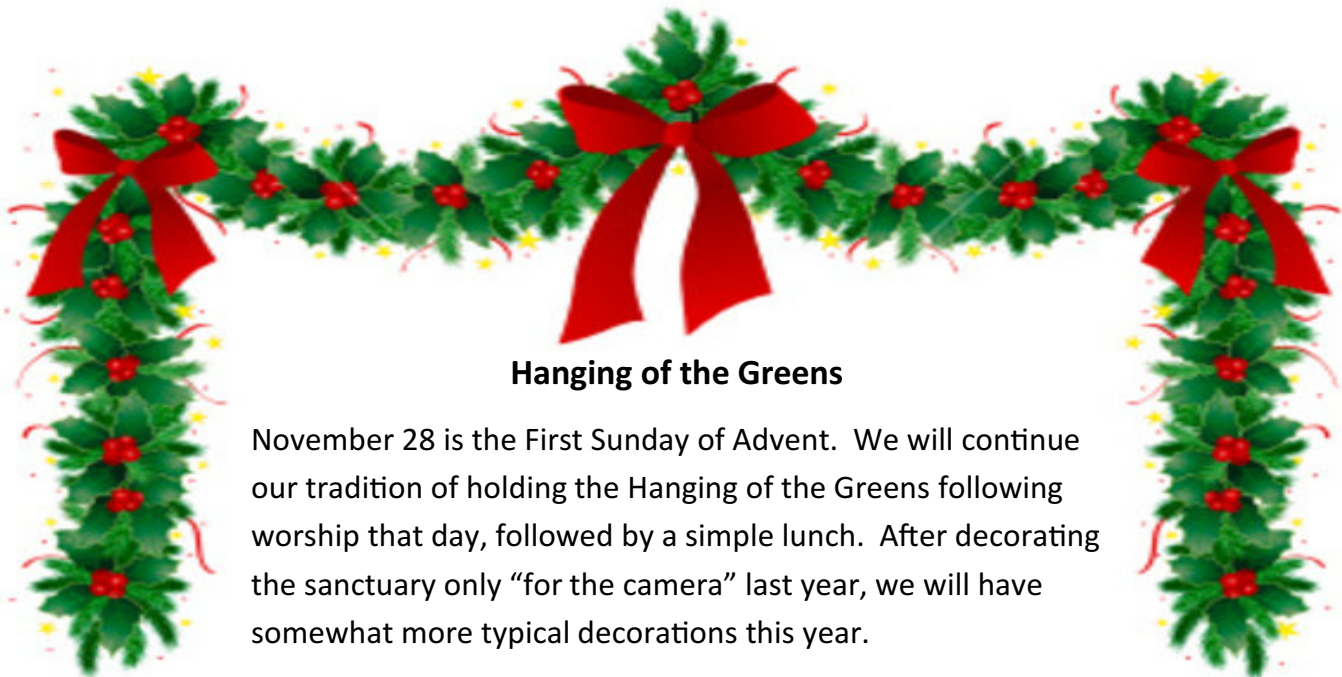 Hanging of the Greens
November 28 is the First Sunday of Advent.  We will continue
our tradition of holding the Hanging of the Greens following
worship that day, followed by a simple lunch.  After decorating
the sanctuary only “for the camera” last year, we will have
somewhat more typical decorations this year.